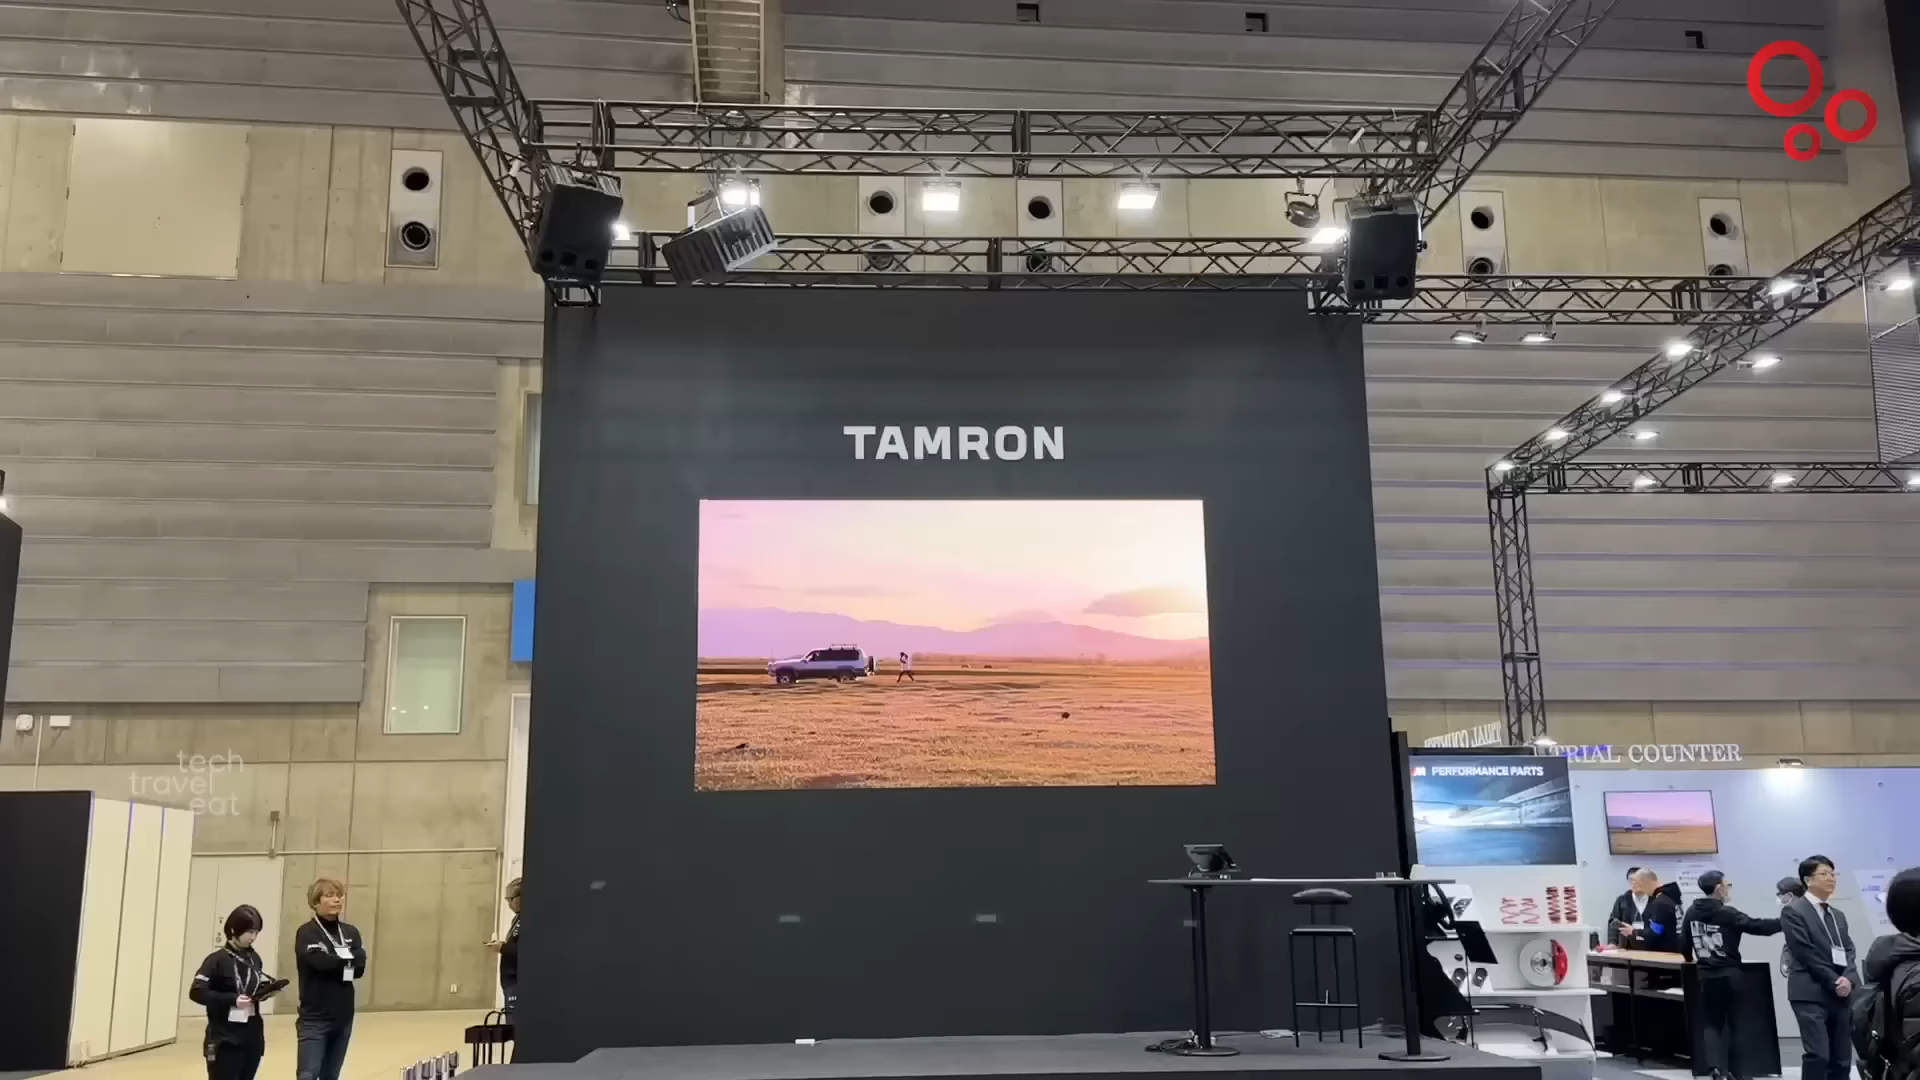 TAMRON
TRIAL COUNTER
M PERFORMANCE PARTS
tech
travel
eat